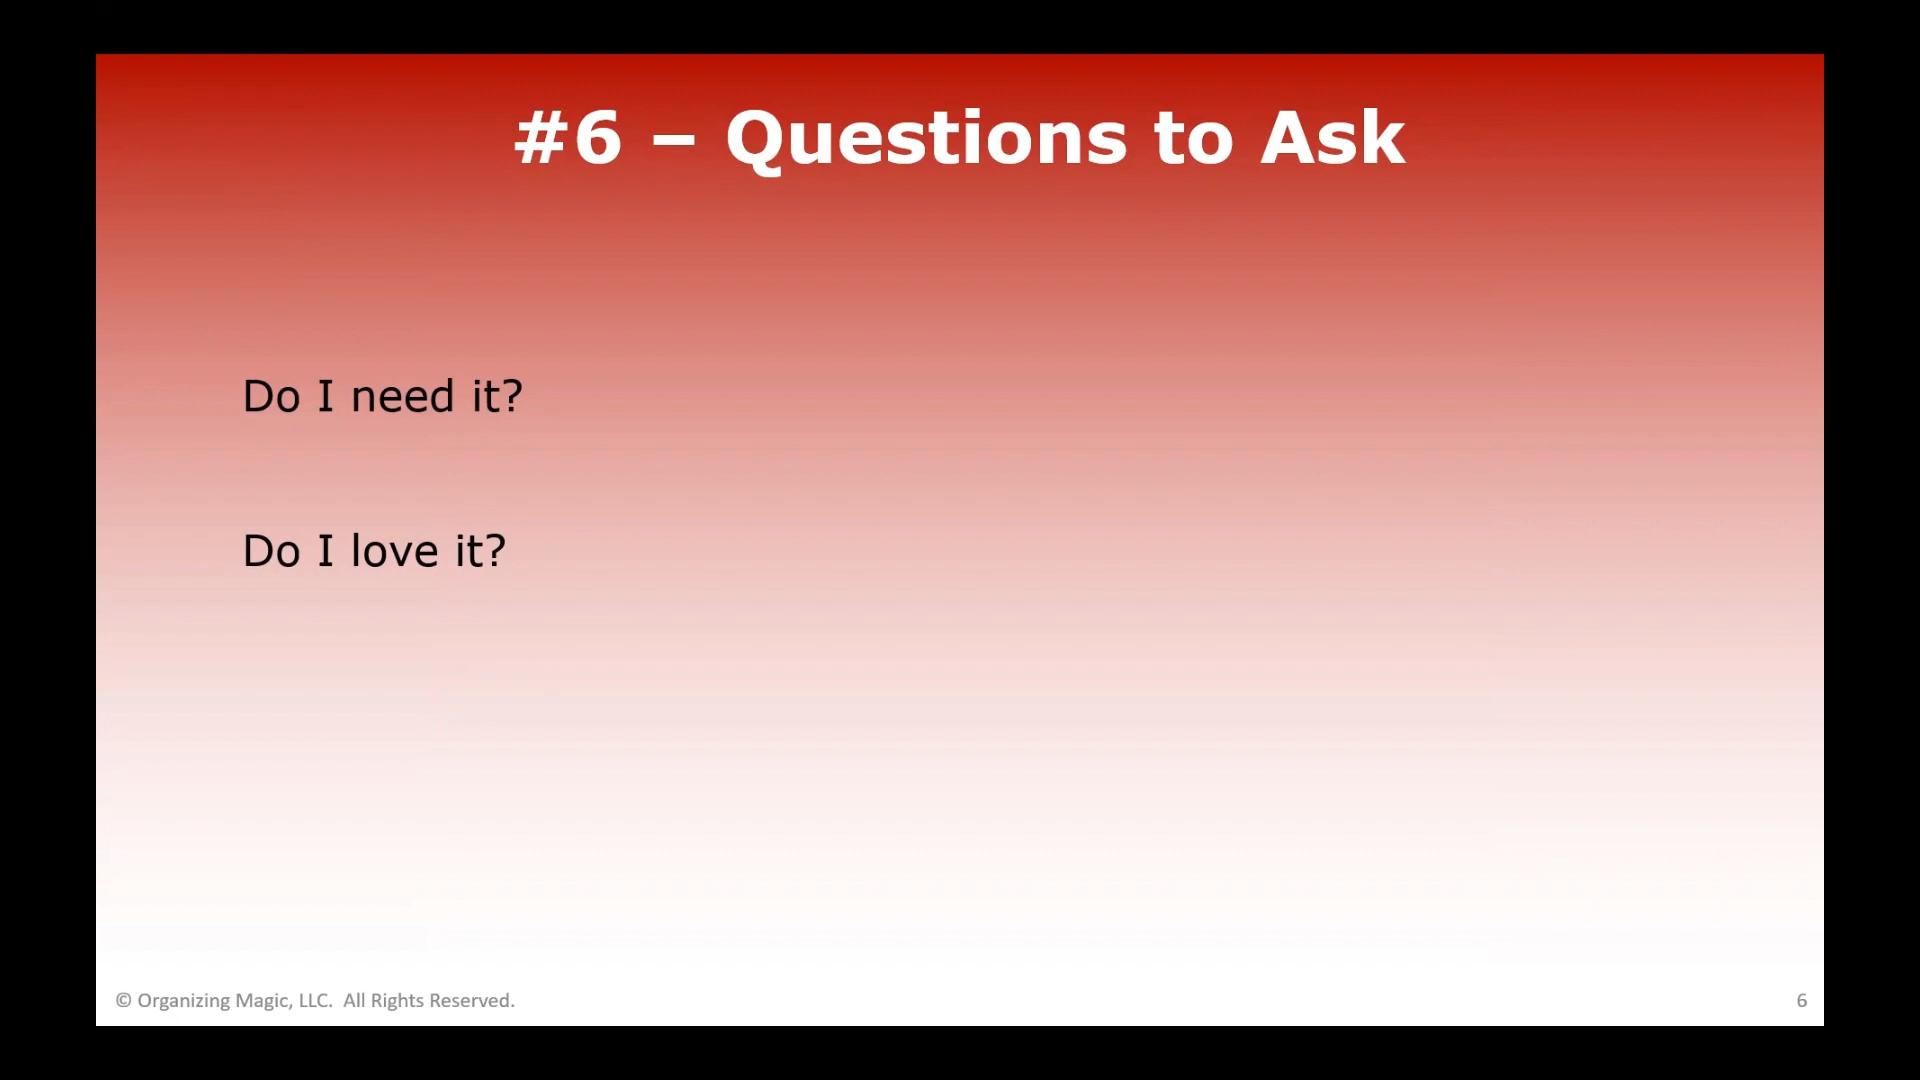 #6 – Questions to Ask
Do I need it?
Do I love it?
© Organizing Magic, LLC.  All Rights Reserved.
6